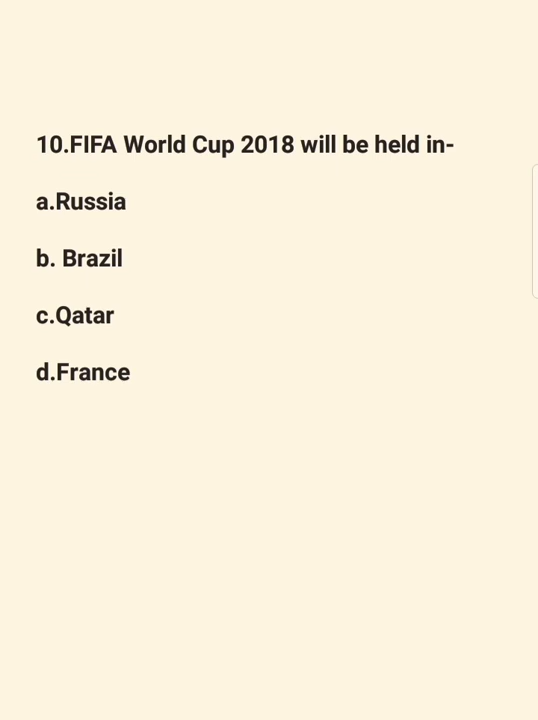 10.FIFA World Cup 2018 will be held in-
a.Russia
b. Brazil
c.Qatar
d.France